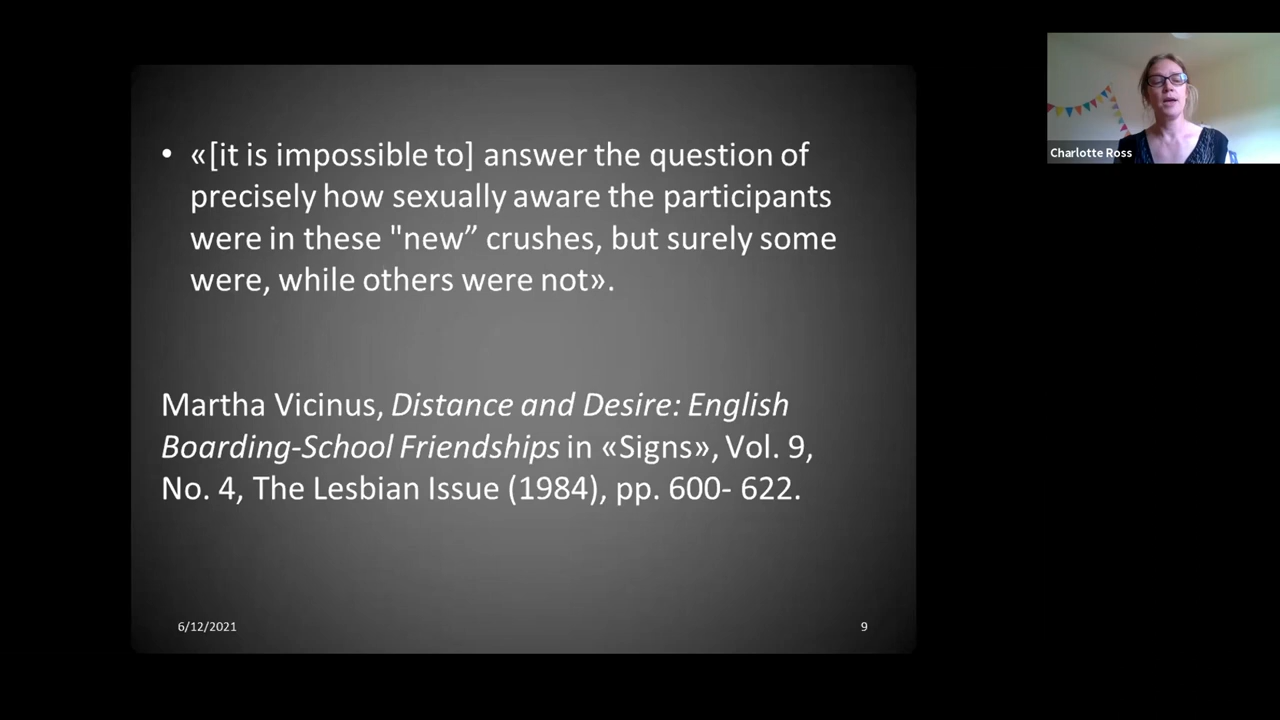 • «[it is impossible to] answer the question of
precisely how sexually aware the participants
were in these "new” crushes, but surely some
were, while others were not».
Martha Vicinus, Distance and Desire: English
Boarding-School Friendships in «Signs», Vol. 9,
No. 4, The Lesbian Issue (1984), pp. 600- 622.
6/12/2021
9
Charlotte Ross